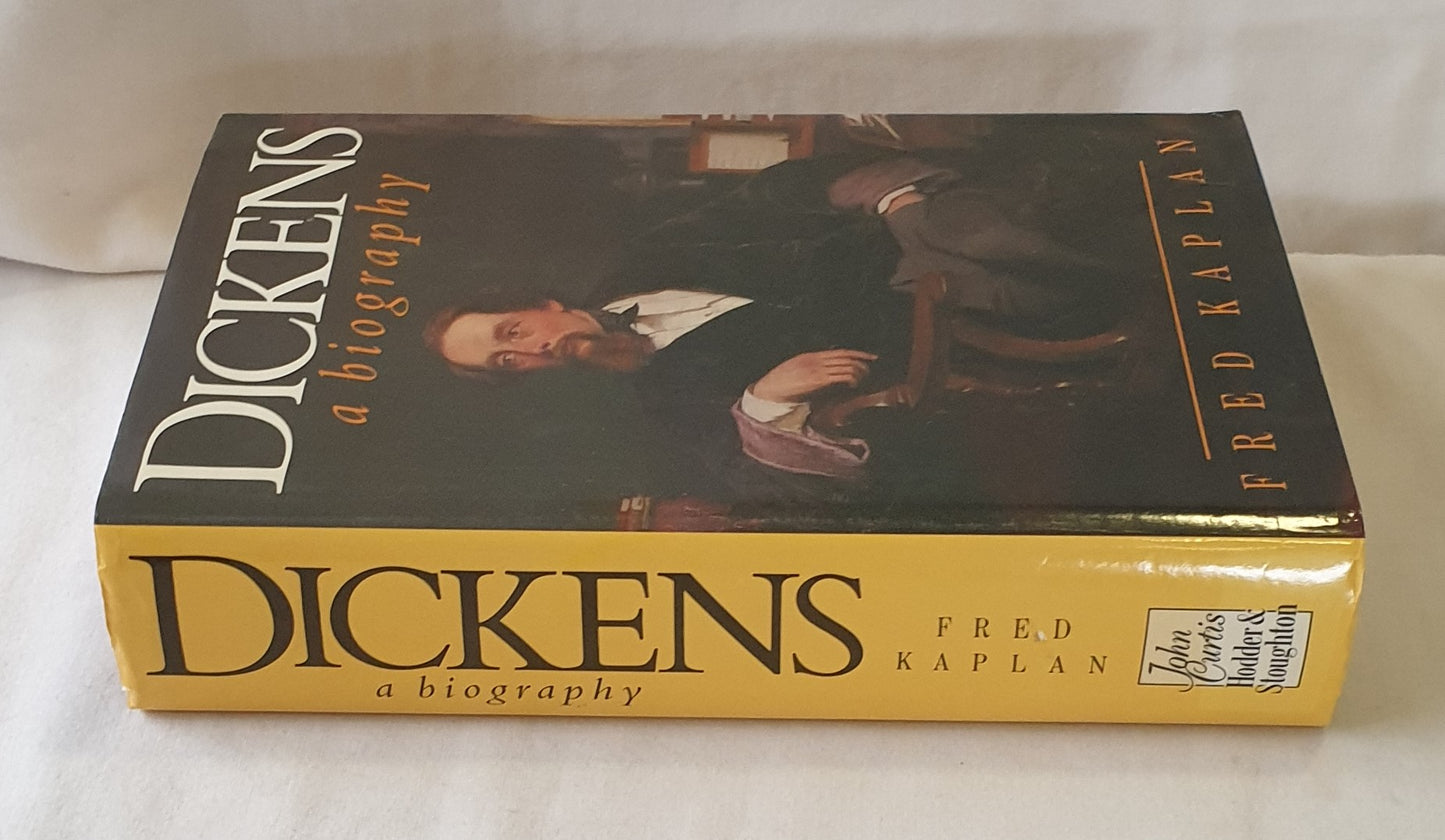 DICKENS
a biography
FRED KAPLAN
DICKENS
a biography
FRED
KAPLAN
John
Curtis
Hodder &
Stoughton